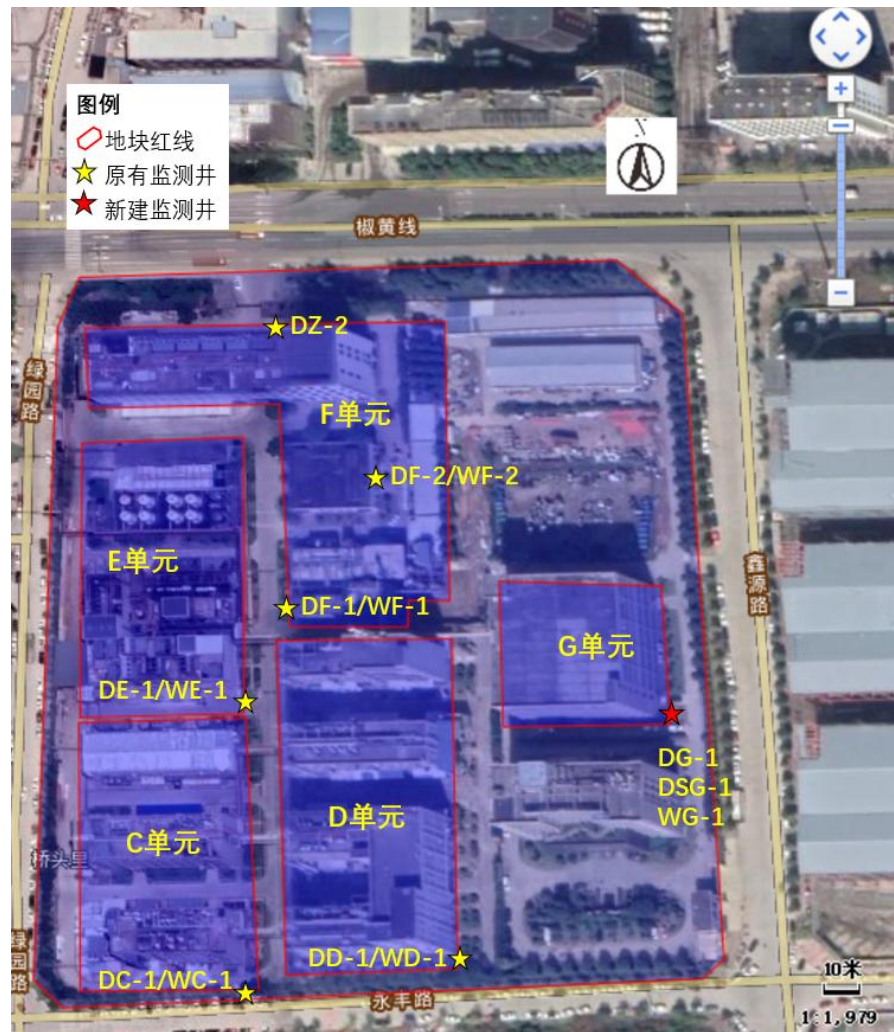 图例
地块红线
原有监测井
新建监测井
N
椒黄线
DZ-2
绿园路
F单元
DF-2/WF-2
E单元
鑫源路
DF-1/WF-1
G单元
DE-1/WE-1
DG-1
DSG-1
WG-1
D单元
C单元
桥头里
绿园路
DD-1/WD-1
DC-1/WC-1
10米
永丰路
1:1,979